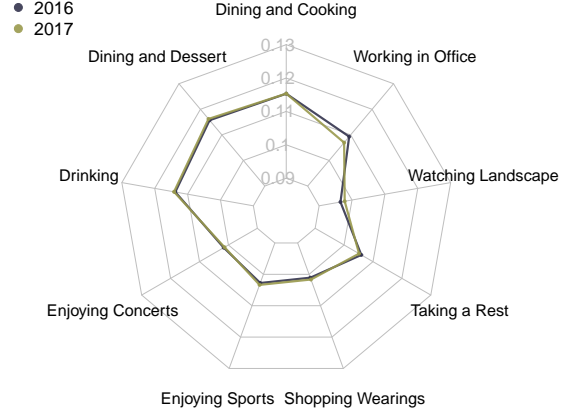 2016
2017
Dining and Cooking
Dining and Dessert
Working in Office
0.13
0.12
0.11
0.1
0.09
Drinking
Watching Landscape
Enjoying Concerts
Taking a Rest
Enjoying Sports
Shopping Wearings